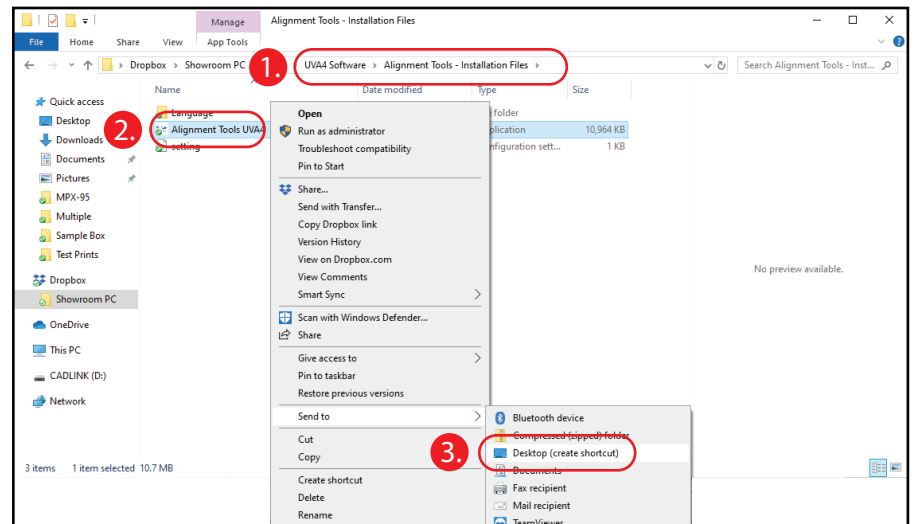 Manage
Alignment Tools - Installation Files
File Home Share View App Tools
Dropbox > Showroom PC
1.
UVA4 Software > Alignment Tools - Installation Files >
Search Alignment Tools - Inst...
Name Date modified Type Size
Quick access
Desktop
Downloads
Documents
Pictures
MPX-95
Multiple
Sample Box
Test Prints
Dropbox
Showroom PC
OneDrive
This PC
CADLINK (D:)
Network
2.
Language
folder
Alignment Tools UVA4
plication 10,964 KB
setting
nfiguration sett... 1 KB
Open
Run as administrator
Troubleshoot compatibility
Pin to Start
Share...
Send with Transfer...
Copy Dropbox link
Version History
View on Dropbox.com
View Comments
Smart Sync
Scan with Windows Defender...
Share
Give access to
Pin to taskbar
Restore previous versions
Send to
Cut
Copy
Create shortcut
Delete
Rename
3.
Bluetooth device
Compressed (zipped) folder
Desktop (create shortcut)
Documents
Fax recipient
Mail recipient
TeamViewer
No preview available.
3 items 1 item selected 10.7 MB